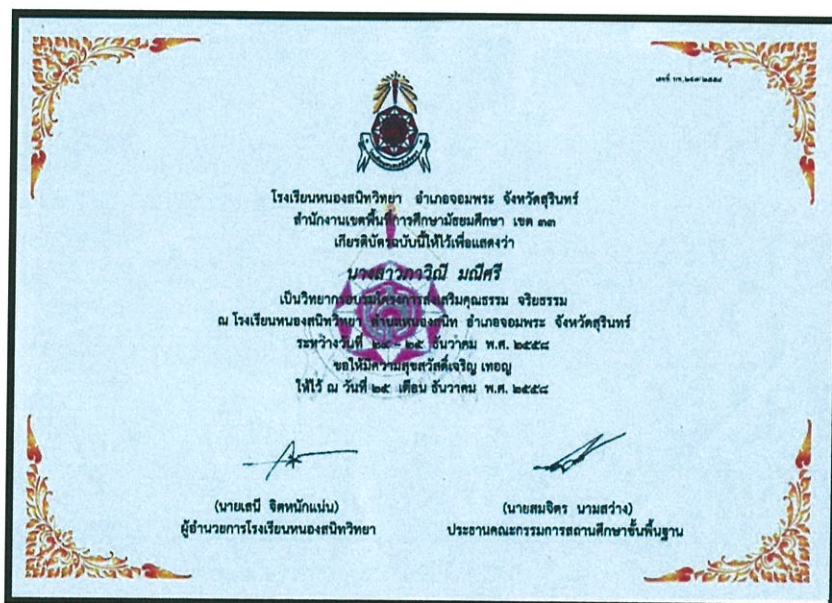 เลขที่ นว.๒๔๙/๒๕๕๘
โรงเรียนหนองสนิทวิทยา อำเภอจอมพระ จังหวัดสุรินทร์
สำนักงานเขตพื้นที่การศึกษามัธยมศึกษา เขต ๓๓
เกียรติบัตรฉบับนี้ให้ไว้เพื่อแสดงว่า
นางสาวภาวิณี มณีศรี
เป็นวิทยากรอบรมโครงการส่งเสริมคุณธรรม จริยธรรม
ณ โรงเรียนหนองสนิทวิทยา ตำบลหนองสนิท อำเภอจอมพระ จังหวัดสุรินทร์
ระหว่างวันที่ ๒๔ - ๒๕ ธันวาคม พ.ศ. ๒๕๕๘
ขอให้มีความสุขสวัสดิ์เจริญ เทอญ
ให้ไว้ ณ วันที่ ๒๕ เดือน ธันวาคม พ.ศ. ๒๕๕๘
(นายเสนี จิตหนักแน่น)
ผู้อำนวยการโรงเรียนหนองสนิทวิทยา
(นายสมจิตร นามสว่าง)
ประธานคณะกรรมการสถานศึกษาขั้นพื้นฐาน